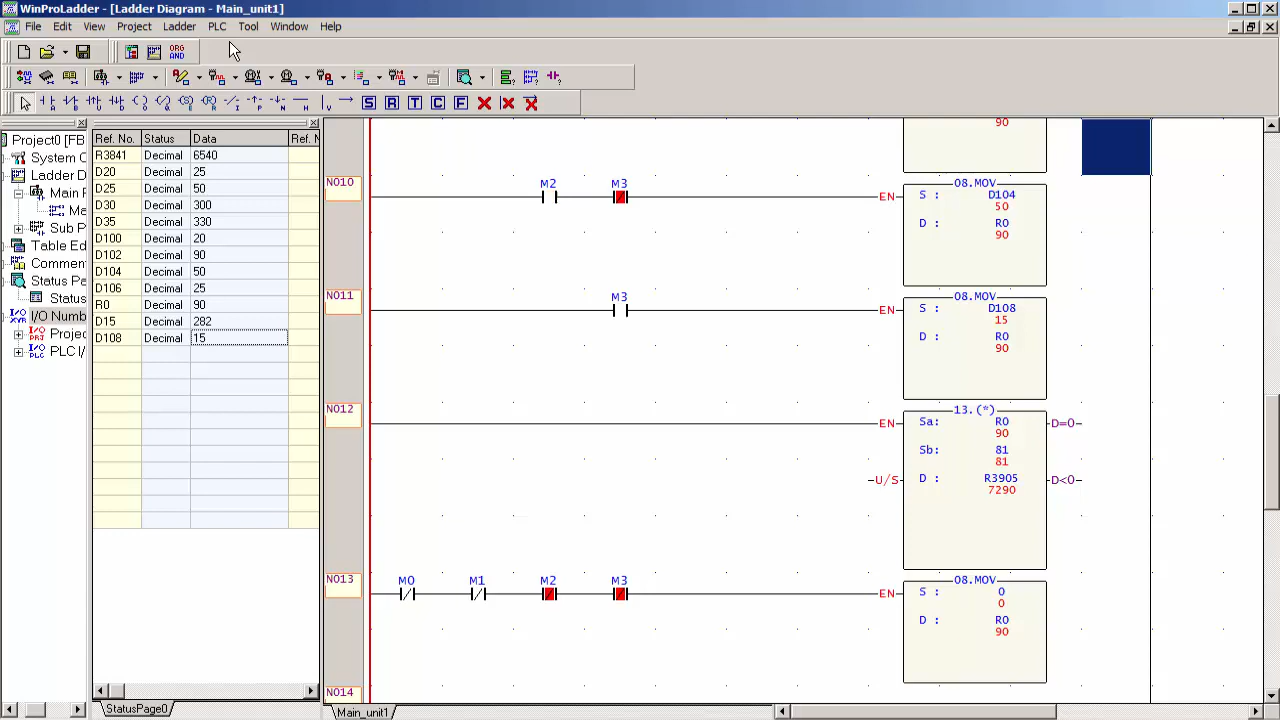 WinProLadder - [Ladder Diagram - Main_unit1]
File Edit View Project Ladder PLC Tool Window Help
ORG
AND
S R T C F
Project0 [FB
System C
Ladder D
Main P
Ma
Sub P
Table Ed
Commen
Status Pa
Status
I/O Numb
Projec
PLC I/
Ref. No. Status Data Ref. N
R3841 Decimal 6540
D20 Decimal 25
D25 Decimal 50
D30 Decimal 300
D35 Decimal 330
D100 Decimal 20
D102 Decimal 90
D104 Decimal 50
D106 Decimal 25
R0 Decimal 90
D15 Decimal 282
D108 Decimal 15
StatusPage0
90
N010
M2 M3
EN
08.MOV
S : D104
50
D : R0
90
N011
M3
EN
08.MOV
S : D108
15
D : R0
90
N012
EN
13.(*)
Sa: R0
90
D=0
Sb: 81
81
U/S
D : R3905
7290
D<0
N013
M0 M1 M2 M3
EN
08.MOV
S : 0
0
D : R0
90
N014
Main_unit1